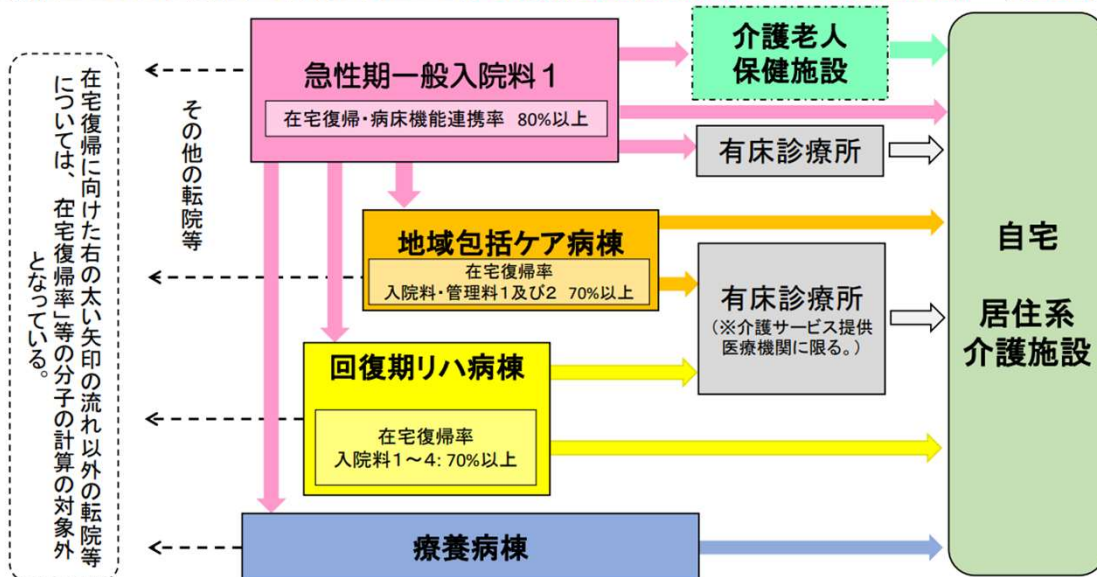 在宅復帰に向けた右の太い矢印の流れ以外の転院等
については、「在宅復帰率」等の分子の計算の対象外
となっている。
その他の転院等
急性期一般入院料1
在宅復帰・病床機能連携率 80%以上
介護老人
保健施設
有床診療所
地域包括ケア病棟
在宅復帰率
入院料・管理料1及び2 70%以上
有床診療所
(※介護サービス提供
医療機関に限る。)
回復期リハ病棟
在宅復帰率
入院料1~4:70%以上
療養病棟
自宅
居住系
介護施設